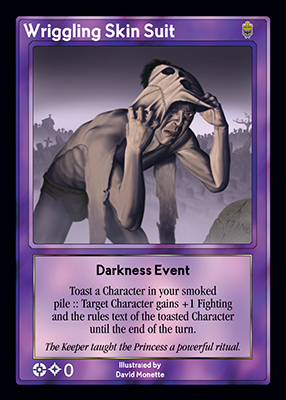 Wriggling Skin Suit
Darkness Event
Toast a Character in your smoked
pile :: Target Character gains +1 Fighting
and the rules text of the toasted Character
until the end of the turn.
The Keeper taught the Princess a powerful ritual.
0
Illustrated by
David Monette